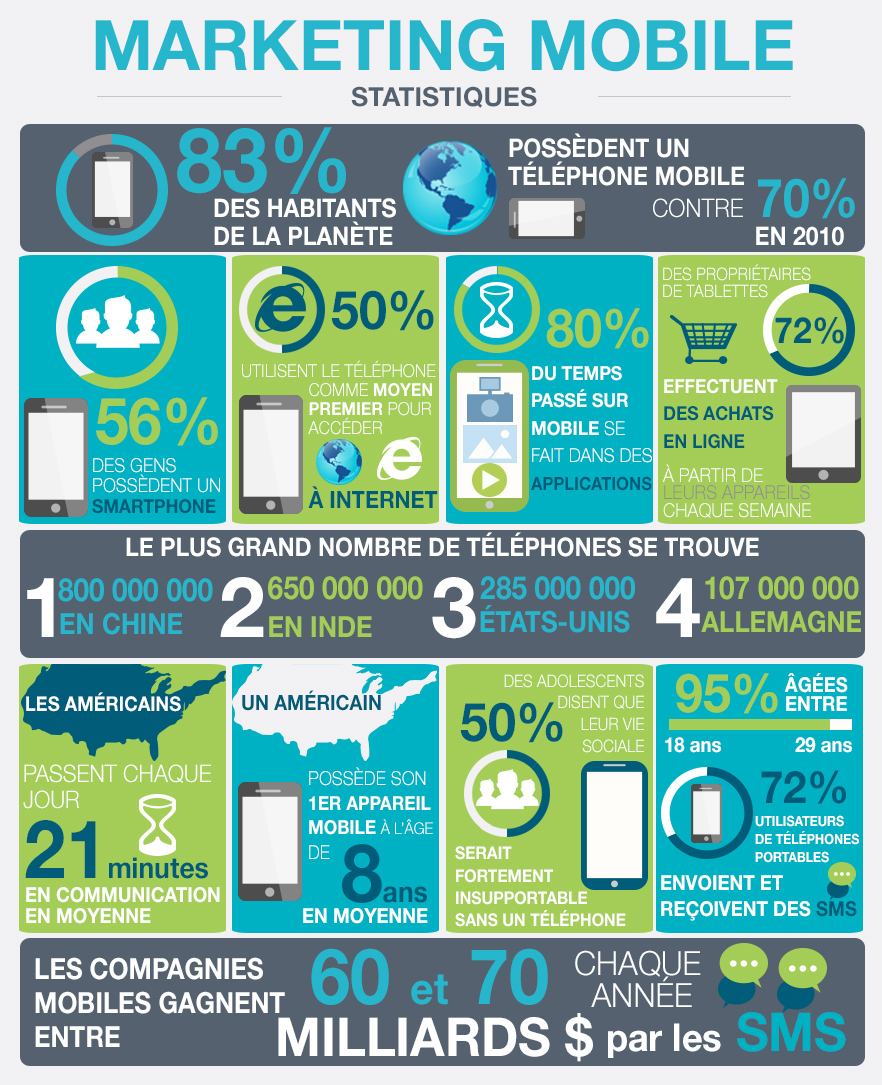 MARKETING MOBILE
STATISTIQUES
83%
DES HABITANTS
DE LA PLANÈTE
POSSÈDENT UN
TÉLÉPHONE MOBILE
CONTRE 70%
EN 2010
56%
DES GENS
POSSÈDENT UN
SMARTPHONE
50%
UTILISENT LE TÉLÉPHONE
COMME MOYEN
PREMIER POUR
ACCÉDER
À INTERNET
80%
DU TEMPS
PASSÉ SUR
MOBILE SE
FAIT DANS DES
APPLICATIONS
DES PROPRIÉTAIRES
DE TABLETTES
72%
EFFECTUENT
DES ACHATS
EN LIGNE
À PARTIR DE
LEURS APPAREILS
CHAQUE SEMAINE
LE PLUS GRAND NOMBRE DE TÉLÉPHONES SE TROUVE
1 800 000 000
EN CHINE
2 650 000 000
EN INDE
3 285 000 000
ÉTATS-UNIS
4 107 000 000
ALLEMAGNE
LES AMÉRICAINS
PASSENT CHAQUE
JOUR
21 minutes
EN COMMUNICATION
EN MOYENNE
UN AMÉRICAIN
POSSÈDE SON
1ER APPAREIL
MOBILE À L'ÂGE
DE 8ans
EN MOYENNE
DES ADOLESCENTS
50% DISENT QUE
LEUR VIE
SOCIALE
SERAIT
FORTEMENT
INSUPPORTABLE
SANS UN TÉLÉPHONE
95% ÂGÉES
ENTRE
18 ans 29 ans
72%
UTILISATEURS
DE TÉLÉPHONES
PORTABLES
ENVOIENT ET
REÇOIVENT DES SMS
LES COMPAGNIES
MOBILES GAGNENT
ENTRE
60 et 70
CHAQUE
ANNÉE
MILLIARDS $ par les SMS